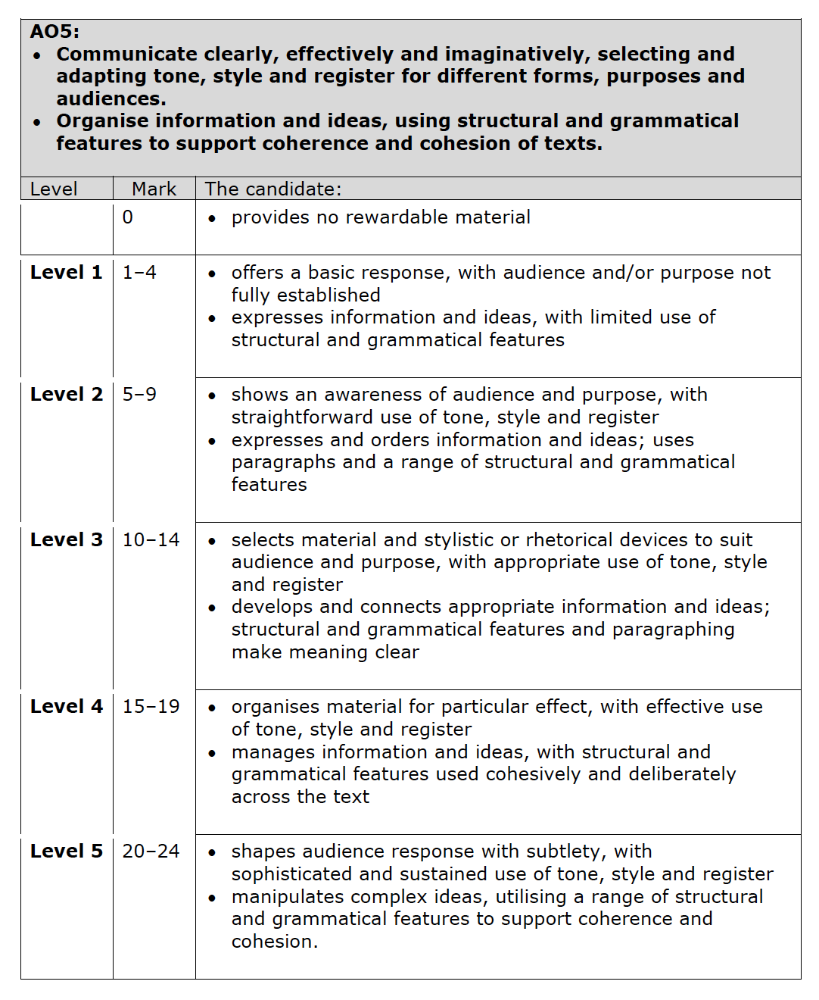 AO5:
• Communicate clearly, effectively and imaginatively, selecting and
adapting tone, style and register for different forms, purposes and
audiences.
• Organise information and ideas, using structural and grammatical
features to support coherence and cohesion of texts.
Level Mark The candidate:
0 • provides no rewardable material
Level 1 1–4 • offers a basic response, with audience and/or purpose not
fully established
• expresses information and ideas, with limited use of
structural and grammatical features
Level 2 5–9 • shows an awareness of audience and purpose, with
straightforward use of tone, style and register
• expresses and orders information and ideas; uses
paragraphs and a range of structural and grammatical
features
Level 3 10–14 • selects material and stylistic or rhetorical devices to suit
audience and purpose, with appropriate use of tone, style
and register
• develops and connects appropriate information and ideas;
structural and grammatical features and paragraphing
make meaning clear
Level 4 15–19 • organises material for particular effect, with effective use
of tone, style and register
• manages information and ideas, with structural and
grammatical features used cohesively and deliberately
across the text
Level 5 20–24 • shapes audience response with subtlety, with
sophisticated and sustained use of tone, style and register
• manipulates complex ideas, utilising a range of structural
and grammatical features to support coherence and
cohesion.